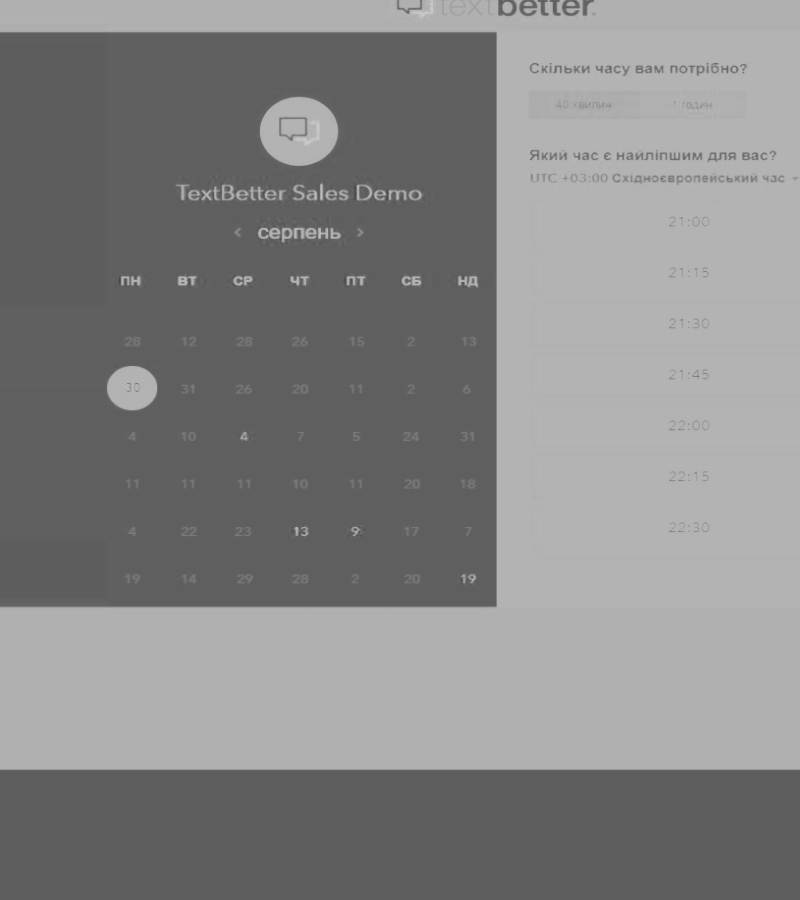 textbetter.
TextBetter Sales Demo
< серпень >
ПН ВТ СР ЧТ ПТ СБ НД
28 12 28 26 15 2 13
30 31 26 20 11 2 6
4 10 4 7 5 24 31
11 11 11 10 11 20 18
4 22 23 13 9 17 7
19 14 29 28 2 20 19
Скільки часу вам потрібно?
40 хвилин 1 годин
Який час є найліпшим для вас?
UTC +03:00 Східноєвропейський час
21:00
21:15
21:30
21:45
22:00
22:15
22:30